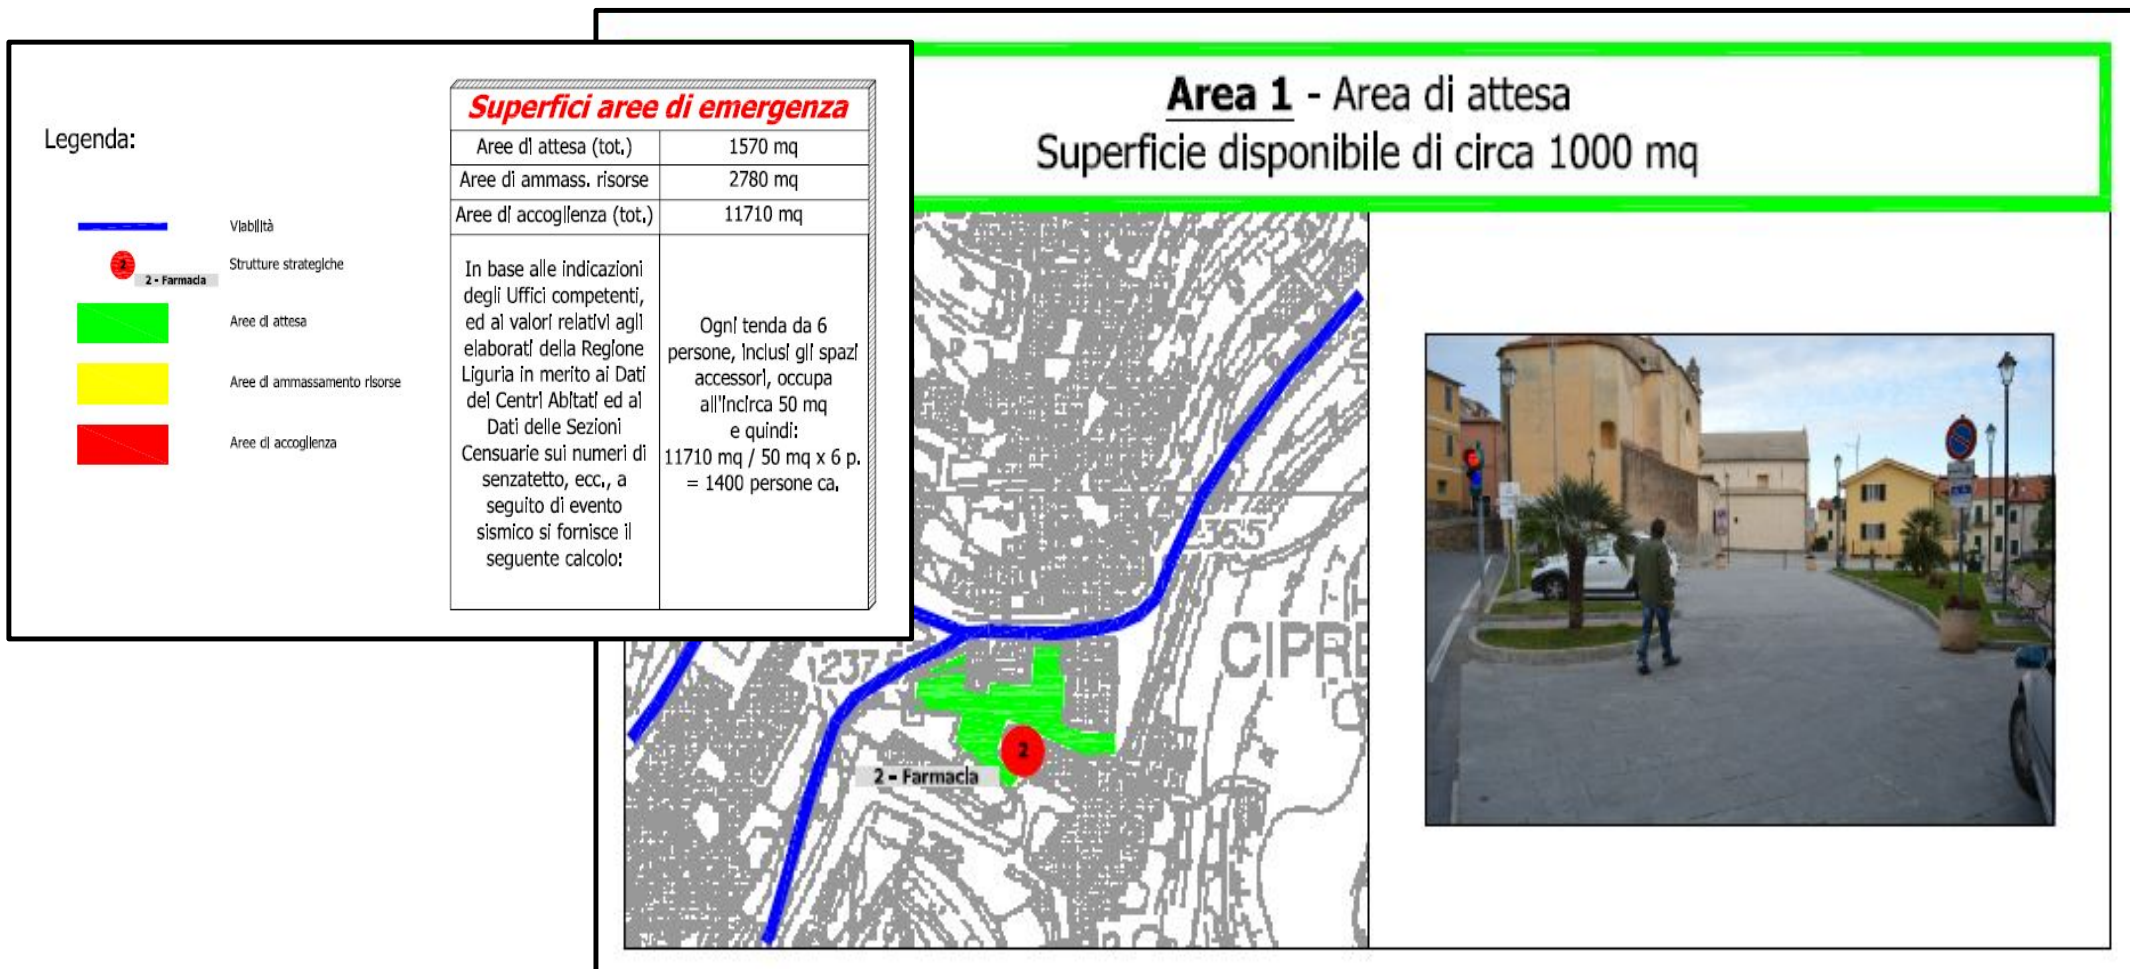 Legenda:
Viabilità
2
2 - Farmacia
Strutture strategiche
Aree di attesa
Aree di ammassamento risorse
Aree di accoglienza
Superfici aree di emergenza
Aree di attesa (tot.)
1570 mq
Aree di ammass. risorse
2780 mq
Aree di accoglienza (tot.)
11710 mq
In base alle indicazioni
degli Uffici competenti,
ed ai valori relativi agli
elaborati della Regione
Liguria in merito ai Dati
dei Centri Abitati ed ai
Dati delle Sezioni
Censuarie sui numeri di
senzatetto, ecc., a
seguito di evento
sismico si fornisce il
seguente calcolo:
Ogni tenda da 6
persone, inclusi gli spazi
accessori, occupa
all'incirca 50 mq
e quindi:
11710 mq / 50 mq x 6 p.
= 1400 persone ca.
Area 1 - Area di attesa
Superficie disponibile di circa 1000 mq
2
2 - Farmacia